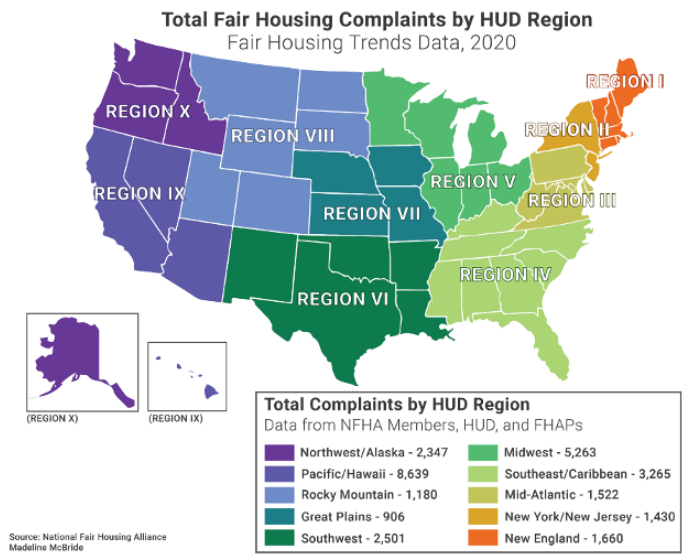 Total Fair Housing Complaints by HUD Region
Fair Housing Trends Data, 2020
REGION I
REGION X
REGION II
REGION VIII
REGION V
REGION IX
REGION III
REGION VII
REGION IV
REGION VI
(REGION X)
(REGION IX)
Total Complaints by HUD Region
Data from NFHA Members, HUD, and FHAPs
Northwest/Alaska - 2,347
Pacific/Hawaii - 8,639
Rocky Mountain - 1,180
Great Plains - 906
Southwest - 2,501
Midwest - 5,263
Southeast/Caribbean - 3,265
Mid-Atlantic - 1,522
New York/New Jersey - 1,430
New England - 1,660
Source: National Fair Housing Alliance
Madeline McBride